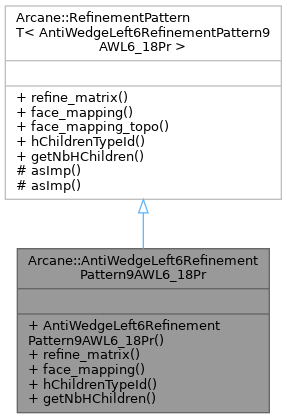 Arcane::RefinementPattern
T< AntiWedgeLeft6RefinementPattern9
AWL6_18Pr >
+ refine_matrix()
+ face_mapping()
+ face_mapping_topo()
+ hChildrenTypeId()
+ getNbHChildren()
# asImp()
# asImp()
Arcane::AntiWedgeLeft6Refinement
Pattern9AWL6_18Pr
+ AntiWedgeLeft6Refinement
Pattern9AWL6_18Pr()
+ refine_matrix()
+ face_mapping()
+ hChildrenTypeId()
+ getNbHChildren()